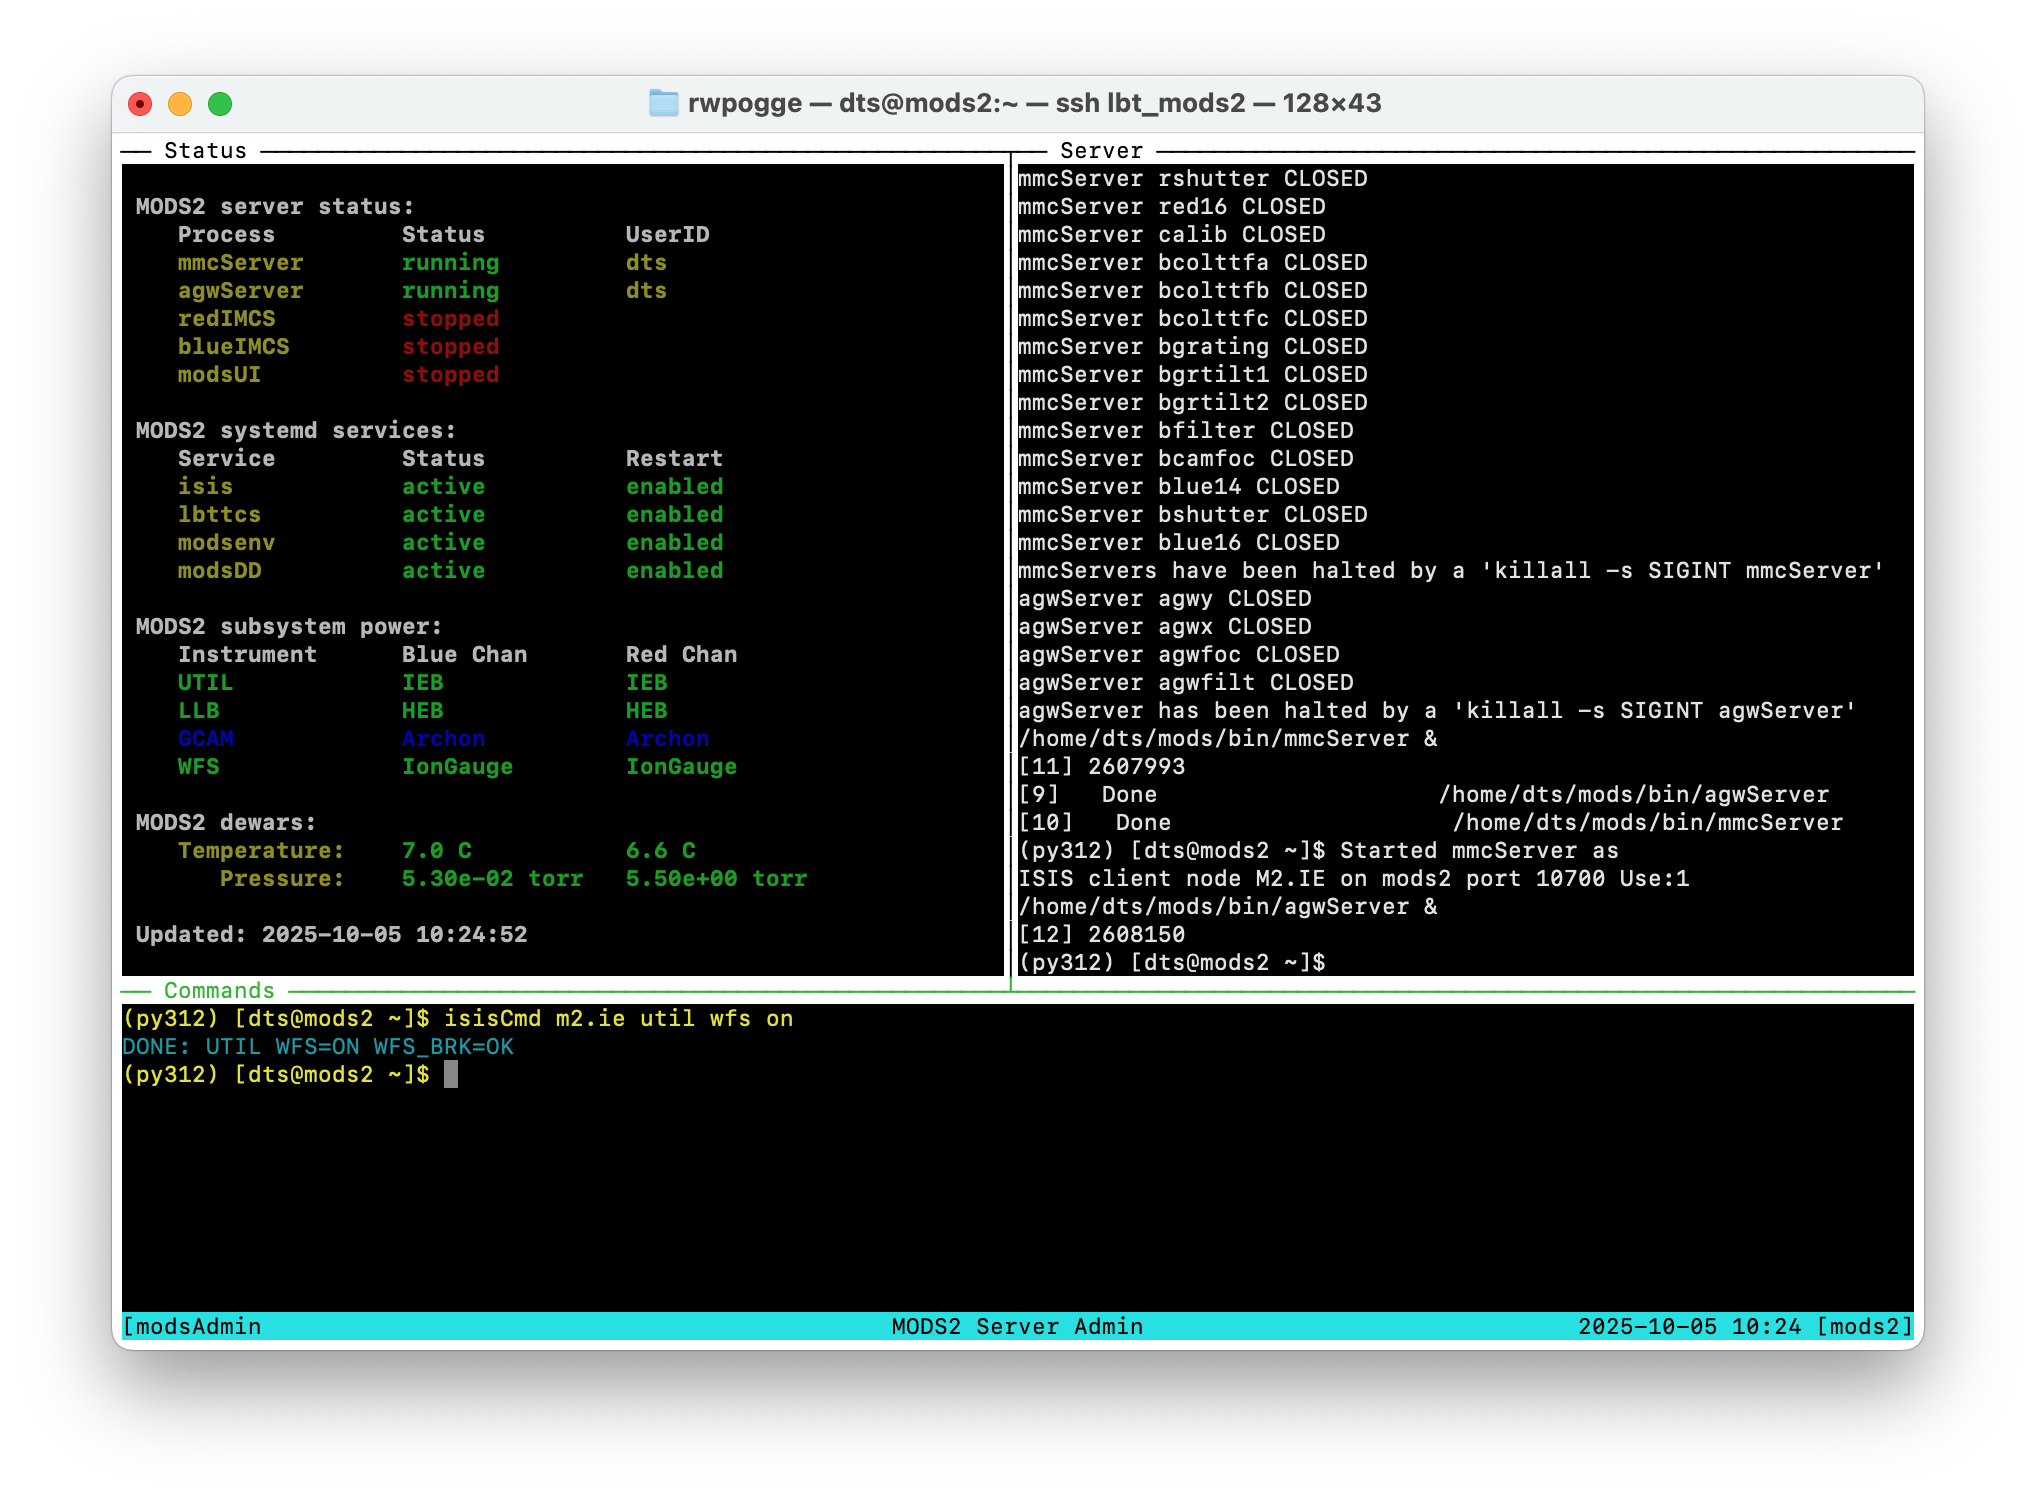 rwpogge — dts@mods2:~ — ssh lbt_mods2 — 128×43
Status
MODS2 server status:
Process Status UserID
mmcServer running dts
agwServer running dts
redIMCS stopped
blueIMCS stopped
modsUI stopped
MODS2 systemd services:
Service Status Restart
isis active enabled
lbttcs active enabled
modsenv active enabled
modsDD active enabled
MODS2 subsystem power:
Instrument Blue Chan Red Chan
UTIL IEB IEB
LLB HEB HEB
GCAM Archon Archon
WFS IonGauge IonGauge
MODS2 dewars:
Temperature: 7.0 C 6.6 C
Pressure: 5.30e-02 torr 5.50e+00 torr
Updated: 2025-10-05 10:24:52
Server
mmcServer rshutter CLOSED
mmcServer red16 CLOSED
mmcServer calib CLOSED
mmcServer bcolttfa CLOSED
mmcServer bcolttfb CLOSED
mmcServer bcolttfc CLOSED
mmcServer bgrating CLOSED
mmcServer bgrtilt1 CLOSED
mmcServer bgrtilt2 CLOSED
mmcServer bfilter CLOSED
mmcServer bcamfoc CLOSED
mmcServer blue14 CLOSED
mmcServer bshutter CLOSED
mmcServer blue16 CLOSED
mmcServers have been halted by a 'killall -s SIGINT mmcServer'
agwServer agwy CLOSED
agwServer agwx CLOSED
agwServer agwfoc CLOSED
agwServer agwfilt CLOSED
agwServer has been halted by a 'killall -s SIGINT agwServer'
/home/dts/mods/bin/mmcServer &
[11] 2607993
[9] Done /home/dts/mods/bin/agwServer
[10] Done /home/dts/mods/bin/mmcServer
(py312) [dts@mods2 ~]$ Started mmcServer as
ISIS client node M2.IE on mods2 port 10700 Use:1
/home/dts/mods/bin/agwServer &
[12] 2608150
(py312) [dts@mods2 ~]$
Commands
(py312) [dts@mods2 ~]$ isisCmd m2.ie util wfs on
DONE: UTIL WFS=ON WFS_BRK=OK
(py312) [dts@mods2 ~]$
[modsAdmin MODS2 Server Admin 2025-10-05 10:24 [mods2]